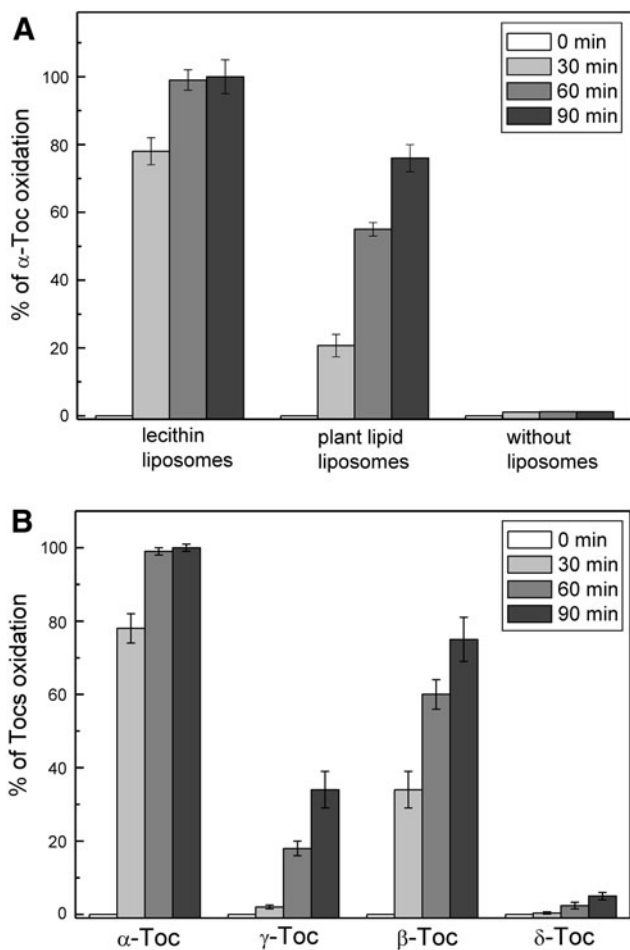 A
% of α-Toc oxidation
100
80
60
40
20
0
0 min
30 min
60 min
90 min
lecithin
liposomes
plant lipid
liposomes
without
liposomes
B
% of Tocs oxidation
100
80
60
40
20
0
0 min
30 min
60 min
90 min
α-Toc
γ-Toc
β-Toc
δ-Toc